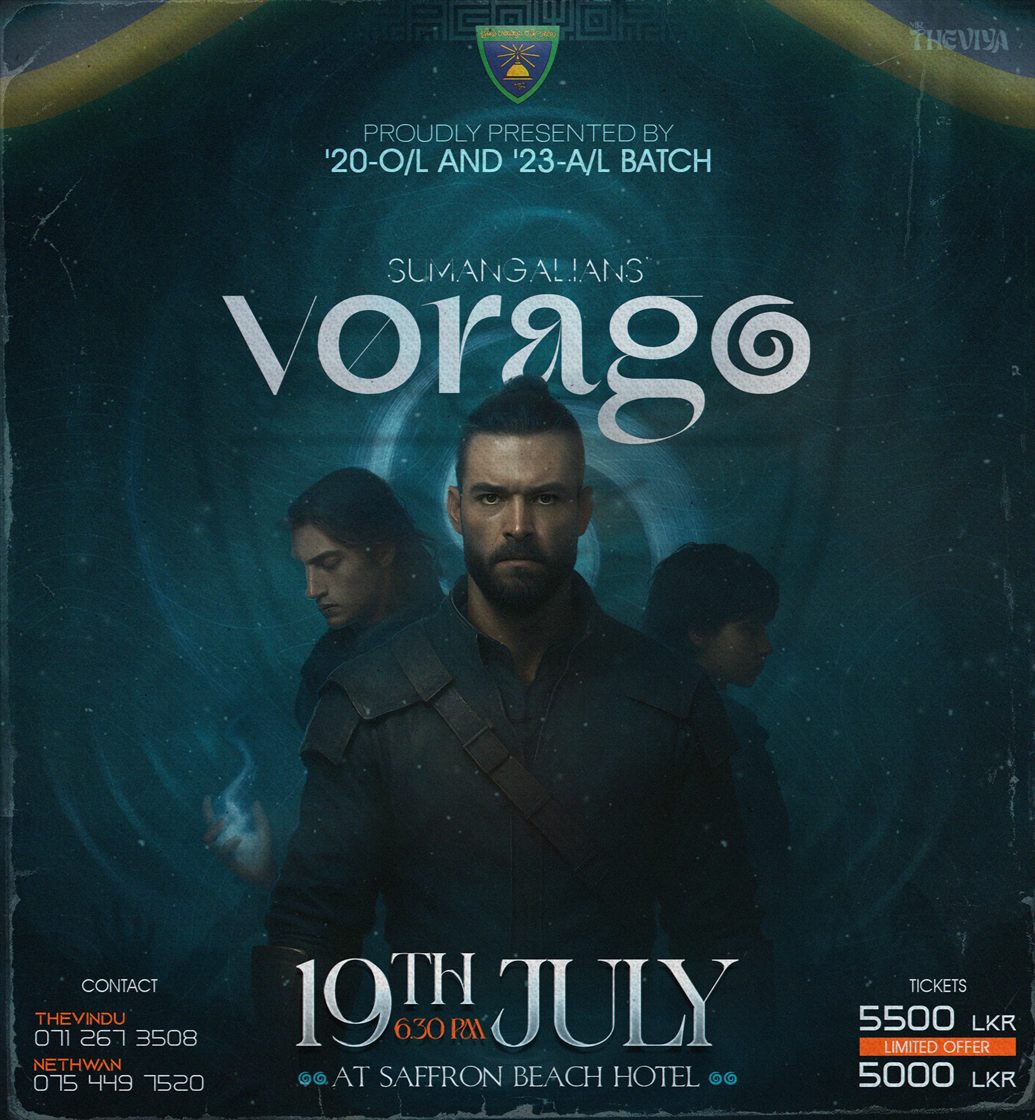 MR.
THEVIYA
PROUDLY PRESENTED BY
'20-O/L AND '23-A/L BATCH
SUMANGALIANS'
vorago
19TH JULY
6.30 P.M
AT SAFFRON BEACH HOTEL
CONTACT
THEVINDU
071 267 3508
NETHWAN
075 449 7520
TICKETS
5500 LKR
LIMITED OFFER
5000 LKR